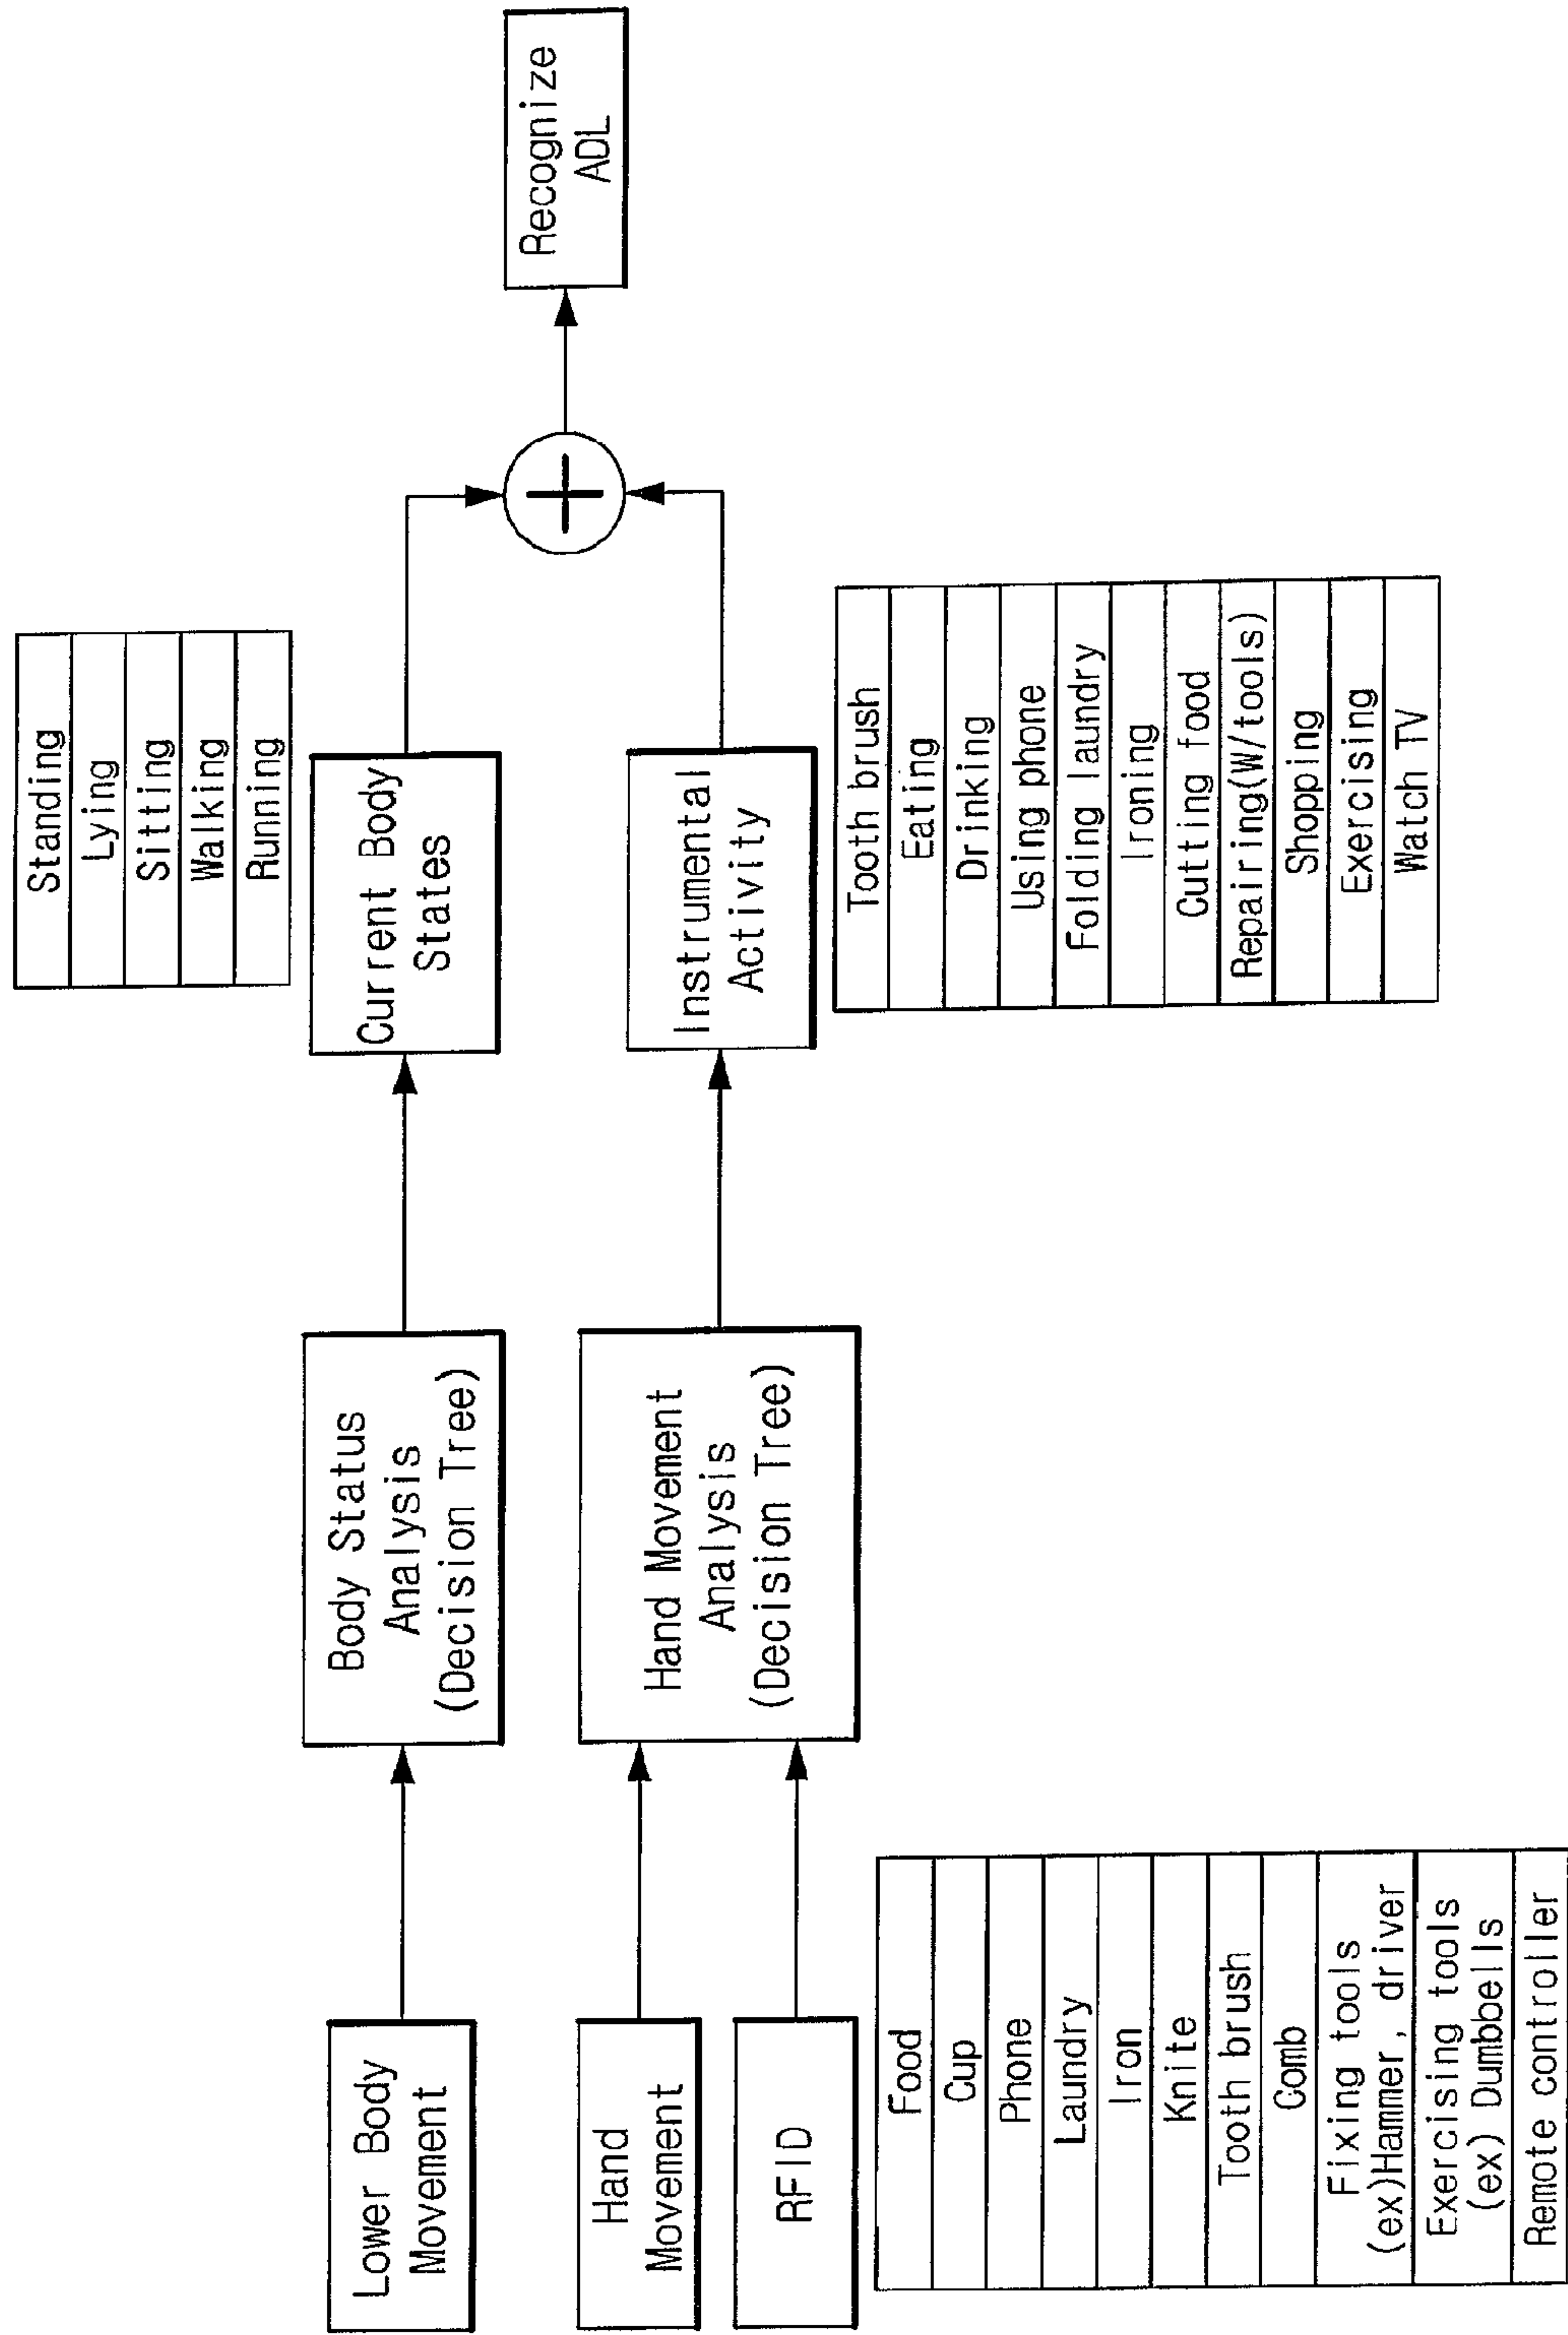 Lower Body
Movement
Hand
Movement
RFID
Food
Cup
Phone
Laundry
Iron
Knite
Tooth brush
Comb
Fixing tools
(ex)Hammer, driver
Exercising tools
(ex) Dumbbells
Remote controller
Body Status
Analysis
(Decision Tree)
Hand Movement
Analysis
(Decision Tree)
Standing
Lying
Sitting
Walking
Running
Current Body
States
Instrumental
Activity
Tooth brush
Eating
Drinking
Using phone
Folding laundry
Ironing
Cutting food
Repairing(W/tools)
Shopping
Exercising
Watch TV
Recognize
ADL